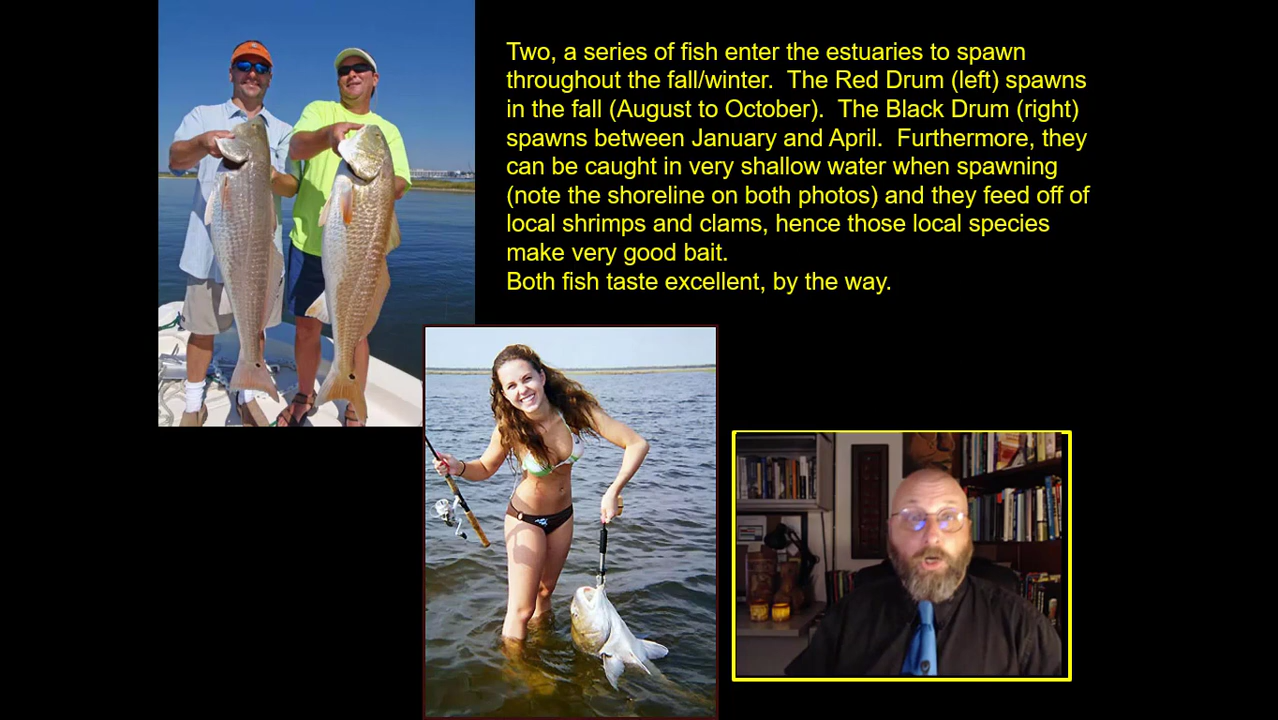 Two, a series of fish enter the estuaries to spawn
throughout the fall/winter.  The Red Drum (left) spawns
in the fall (August to October).  The Black Drum (right)
spawns between January and April.  Furthermore, they
can be caught in very shallow water when spawning
(note the shoreline on both photos) and they feed off of
local shrimps and clams, hence those local species
make very good bait.
Both fish taste excellent, by the way.